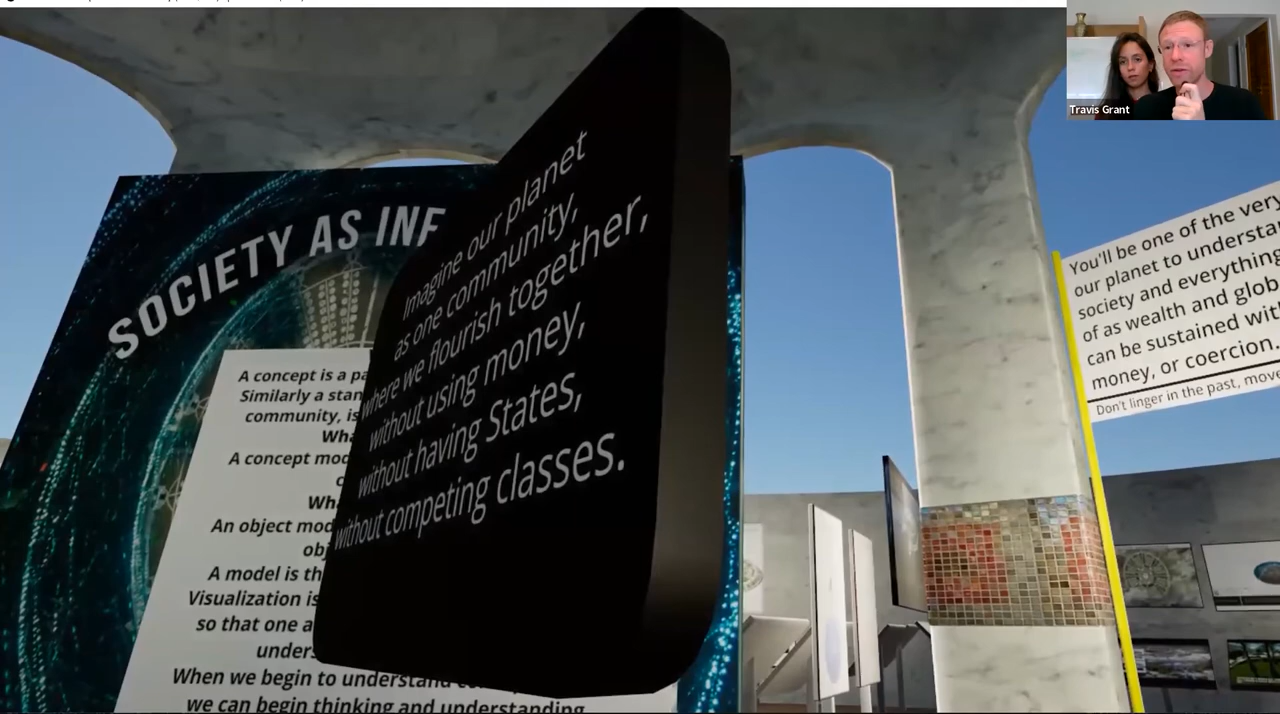 SOCIETY AS INF
A concept is a pa
Similarly a stan
community, is
Wha
A concept mod
c
Wh
An object mod
obj
A model is th
Visualization is
so that one a
unders
When we begin to understand
we can begin thinking and understanding
Imagine our planet
as one community,
where we flourish together,
without using money,
without having States,
without competing classes.
You'll be one of the very
our planet to understa
society and everything
of as wealth and glob
can be sustained wit
money, or coercion.
Don't linger in the past, move
Travis Grant